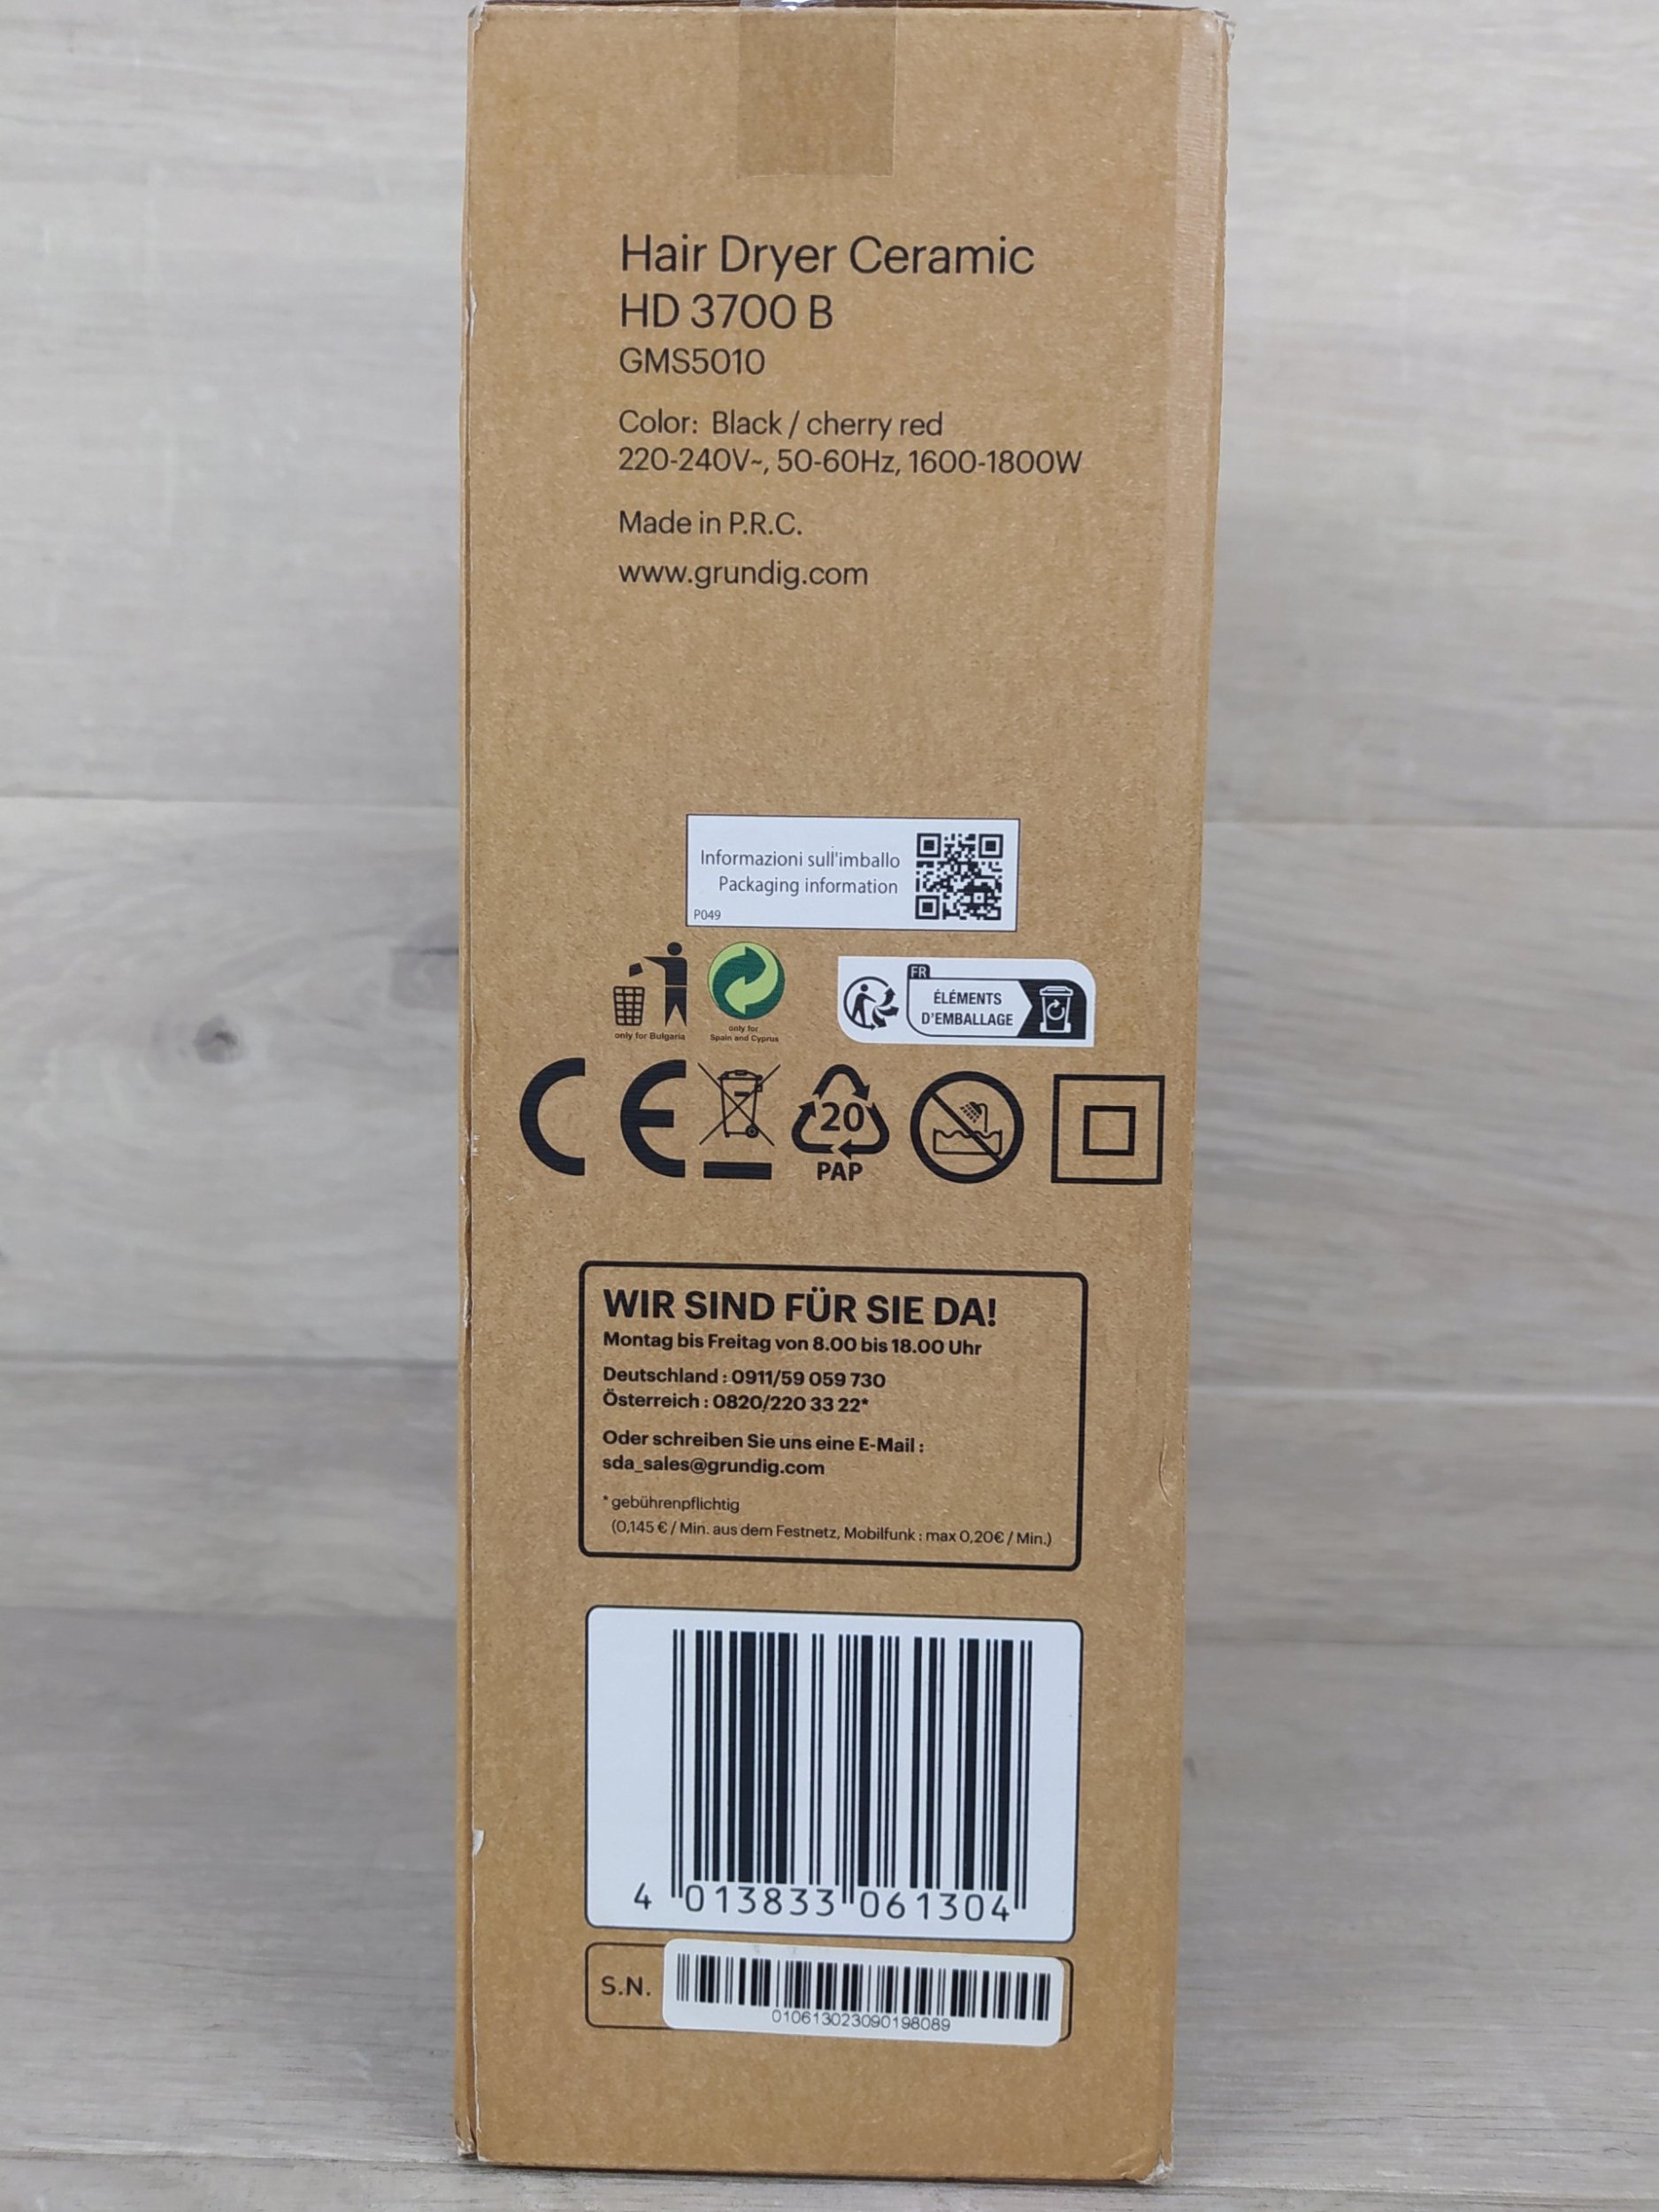 Hair Dryer Ceramic
HD 3700 B
GMS5010
Color: Black / cherry red
220-240V~, 50-60Hz, 1600-1800W
Made in P.R.C.
www.grundig.com
Informazioni sull'imballo
Packaging information
P049
only for Bulgaria
only for
Spain and Cyprus
FR
ÉLÉMENTS
D'EMBALLAGE
CE
20
PAP
WIR SIND FÜR SIE DA!
Montag bis Freitag von 8.00 bis 18.00 Uhr
Deutschland : 0911/59 059 730
Österreich : 0820/220 33 22*
Oder schreiben Sie uns eine E-Mail :
sda_sales@grundig.com
* gebührenpflichtig
(0,145 € / Min. aus dem Festnetz, Mobilfunk : max 0,20€ / Min.)
4 013833 061304
S.N.
010613023090198089